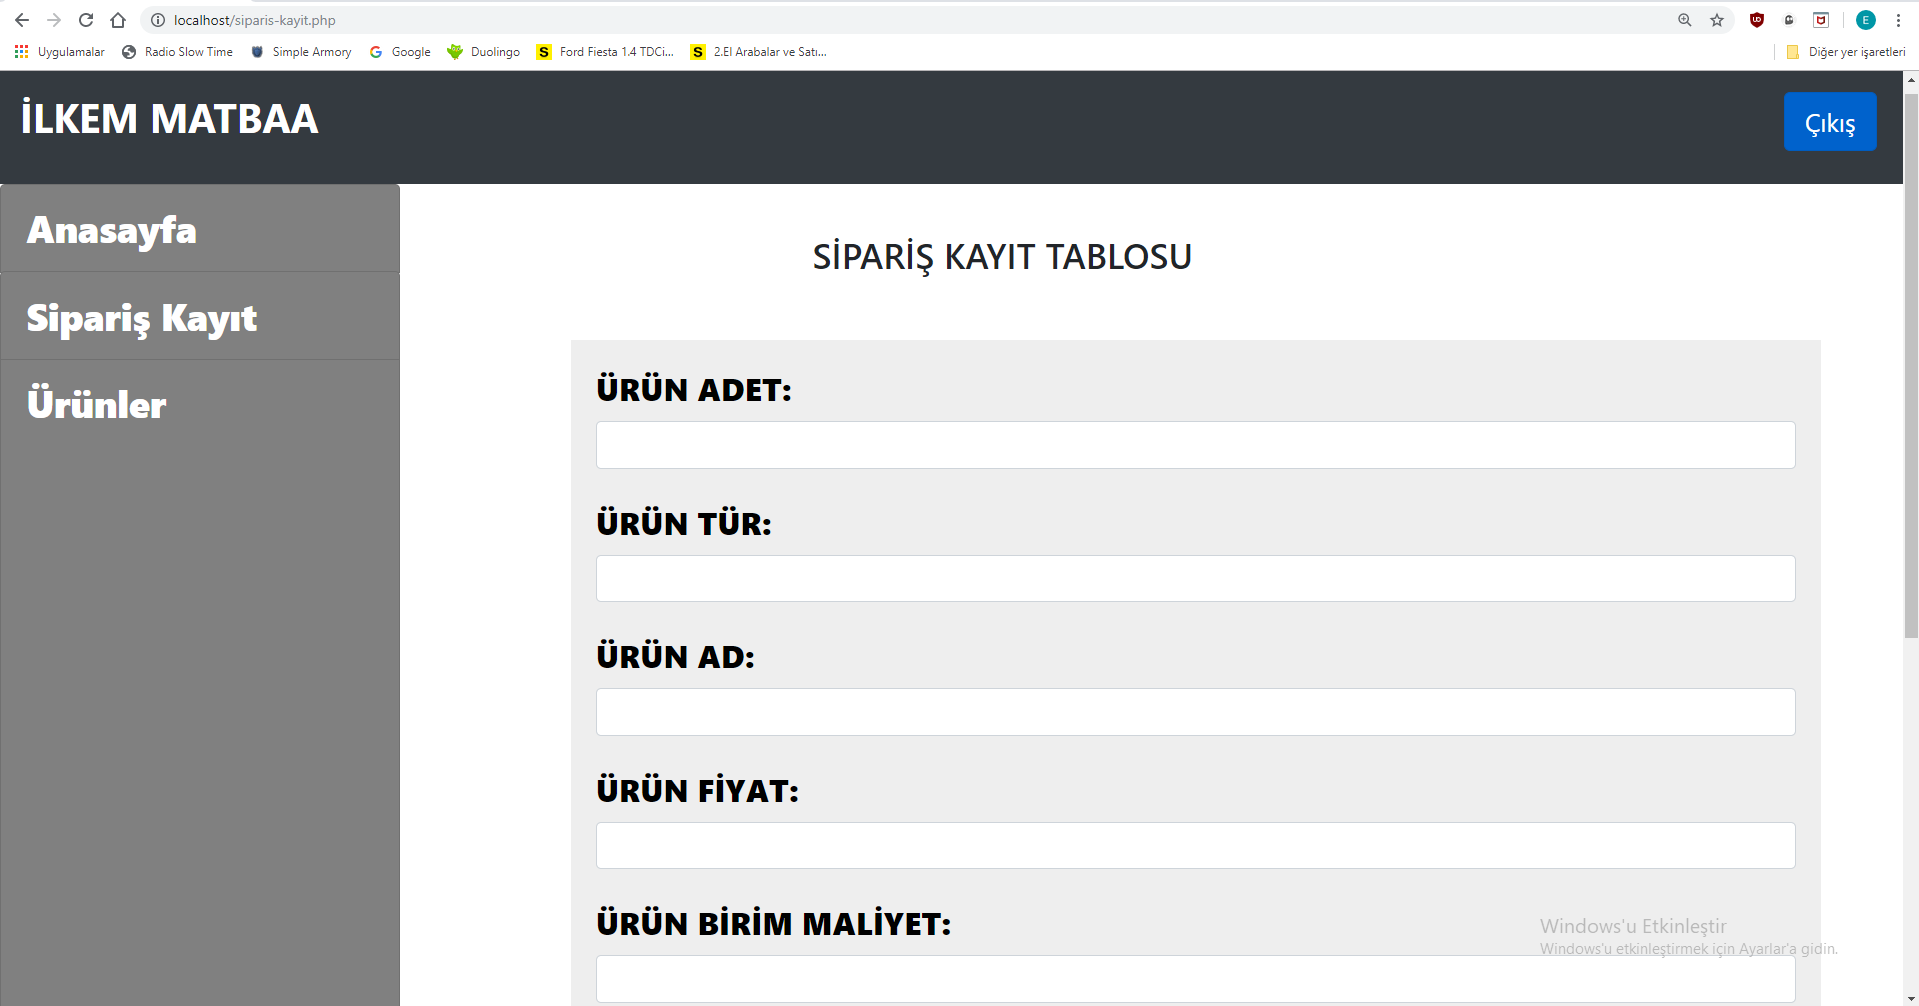 localhost/siparis-kayit.php
E
Uygulamalar Radio Slow Time Simple Armory Google Duolingo S Ford Fiesta 1.4 TDCi... S 2.El Arabalar ve Satı... Diğer yer işaretleri
İLKEM MATBAA
Çıkış
Anasayfa
Sipariş Kayıt
Ürünler
SİPARİŞ KAYIT TABLOSU
ÜRÜN ADET:
ÜRÜN TÜR:
ÜRÜN AD:
ÜRÜN FİYAT:
ÜRÜN BİRİM MALİYET:
Windows'u Etkinleştir
Windows'u etkinleştirmek için Ayarlar'a gidin.